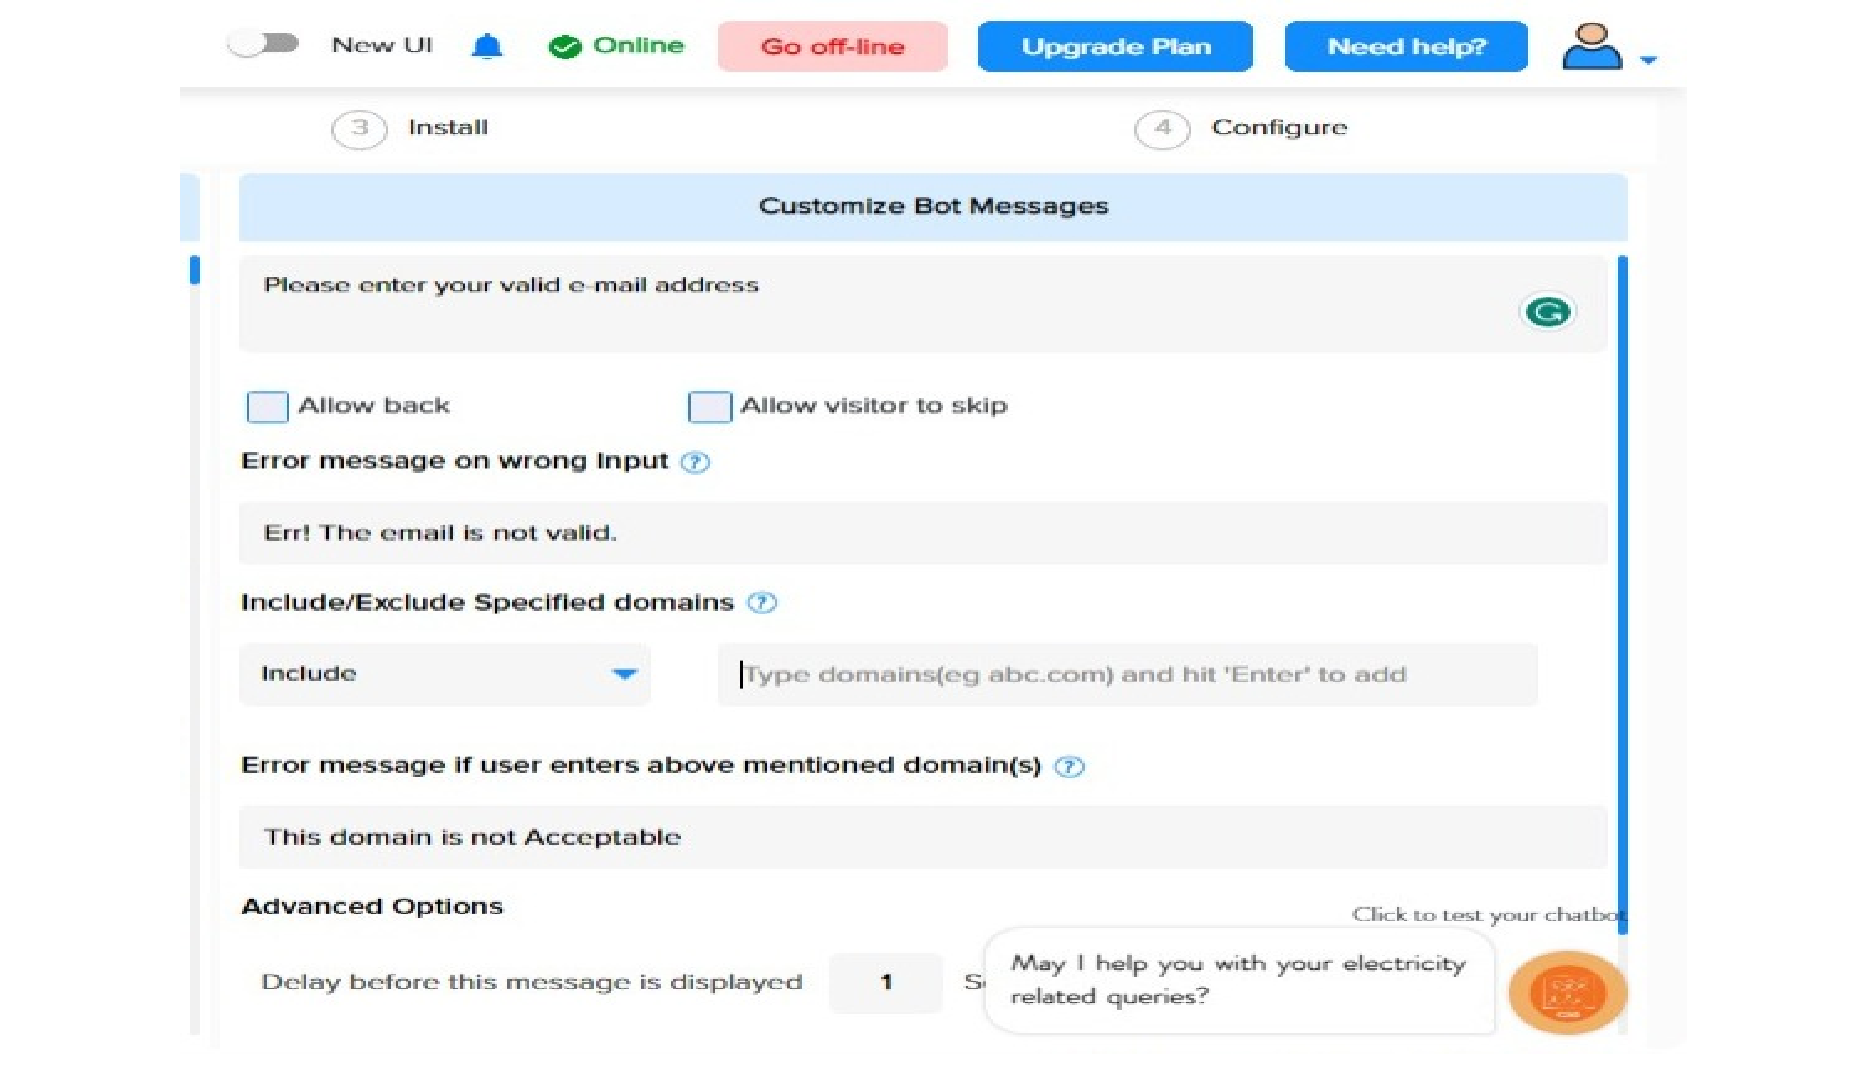 New UI
Online
Go off-line
Upgrade Plan
Need help?
3 Install
4 Configure
Customize Bot Messages
Please enter your valid e-mail address
Allow back
Allow visitor to skip
Error message on wrong Input ?
Err! The email is not valid.
Include/Exclude Specified domains ?
Include
Type domains(eg abc.com) and hit 'Enter' to add
Error message if user enters above mentioned domain(s) ?
This domain is not Acceptable
Advanced Options
Click to test your chatbot
Delay before this message is displayed 1
May I help you with your electricity
related queries?